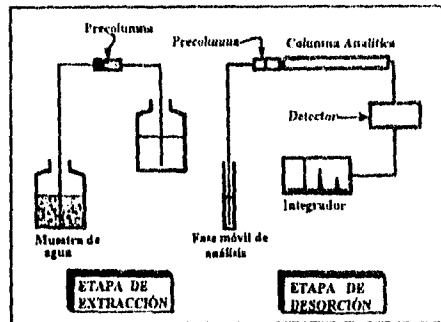 Precolumna
Precolumna
Columna Analítica
Detector
Integrador
Muestra de
agua
Fase móvil de
análisis
ETAPA DE
EXTRACCIÓN
ETAPA DE
DESORCIÓN